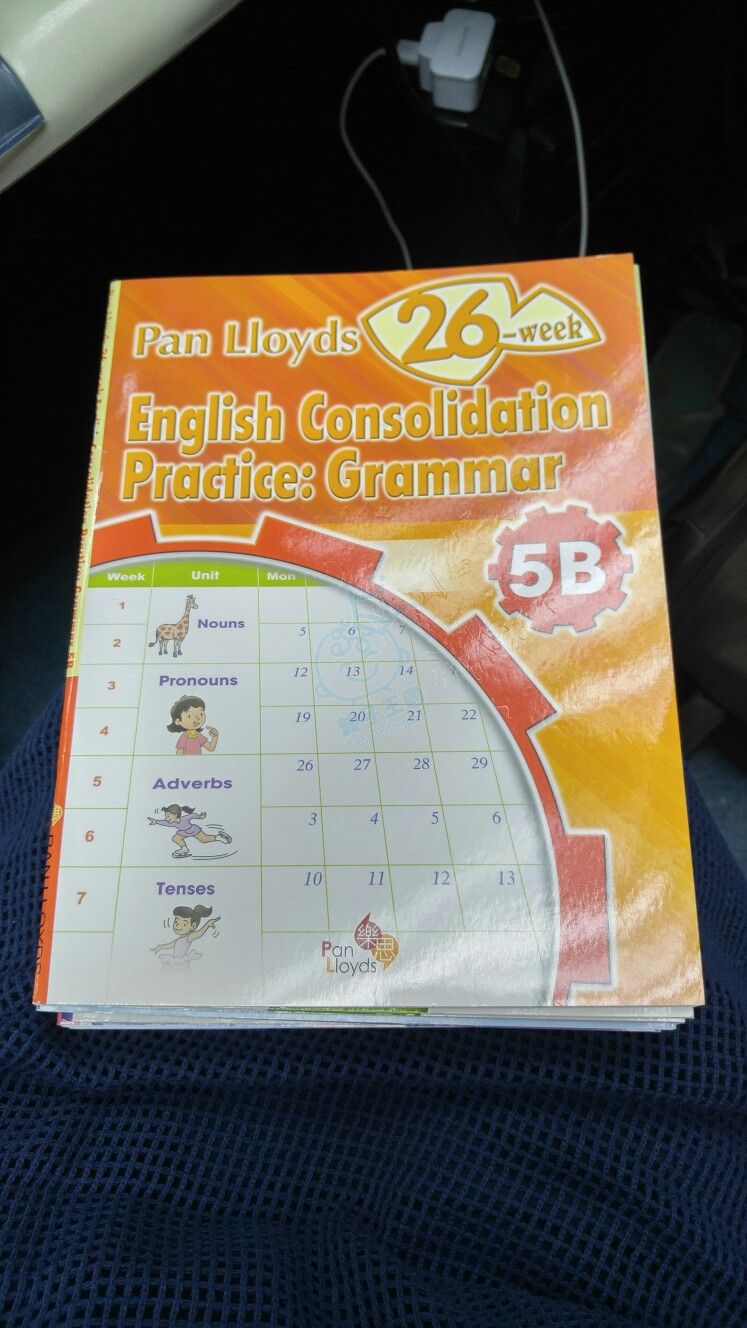 Pan Lloyds 26-week
English Consolidation
Practice: Grammar
5B
Week Unit Mon
1
Nouns
2 5 6 7
3 Pronouns 12 13 14
4 19 20 21 22
5 Adverbs 26 27 28 29
6 3 4 5 6
7 Tenses 10 11 12 13
Pan 樂思
Lloyds